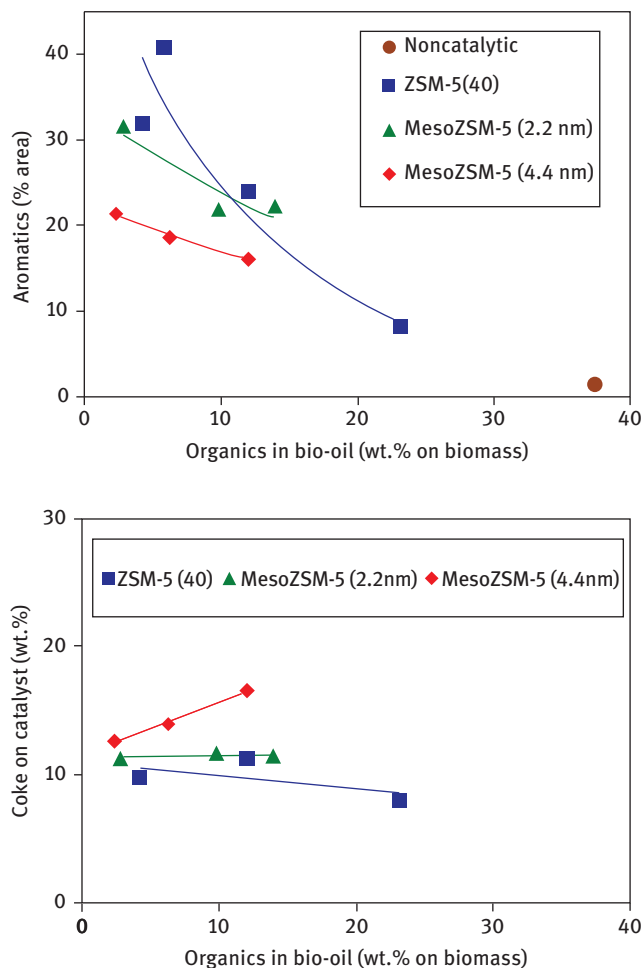 40
30
20
10
0
Aromatics (% area)
Noncatalytic
ZSM-5(40)
MesoZSM-5 (2.2 nm)
MesoZSM-5 (4.4 nm)
0 10 20 30 40
Organics in bio-oil (wt.% on biomass)
30
20
10
0
Coke on catalyst (wt.%)
ZSM-5 (40) MesoZSM-5 (2.2nm) MesoZSM-5 (4.4nm)
0 10 20 30 40
Organics in bio-oil (wt.% on biomass)